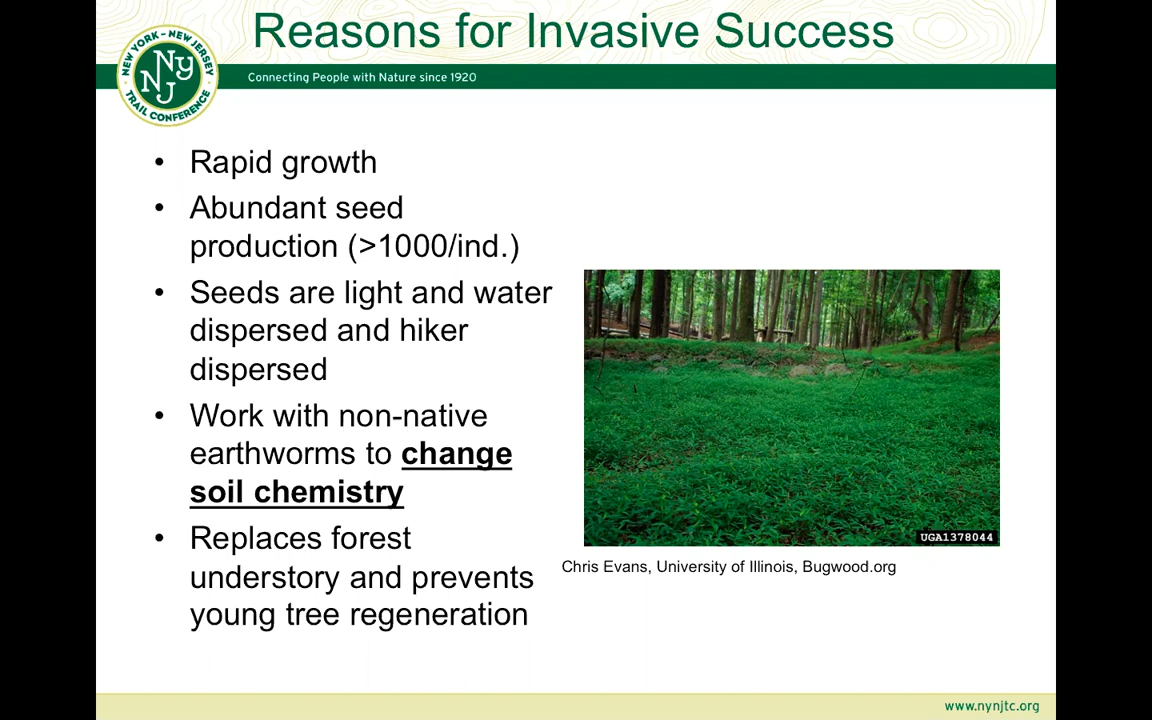 Reasons for Invasive Success
NEW YORK - NEW JERSEY
NY
NJ
TRAIL CONFERENCE
Connecting People with Nature since 1920
• Rapid growth
• Abundant seed
production (>1000/ind.)
• Seeds are light and water
dispersed and hiker
dispersed
• Work with non-native
earthworms to change
soil chemistry
• Replaces forest
understory and prevents
young tree regeneration
UGA1378044
Chris Evans, University of Illinois, Bugwood.org
www.nynjtc.org